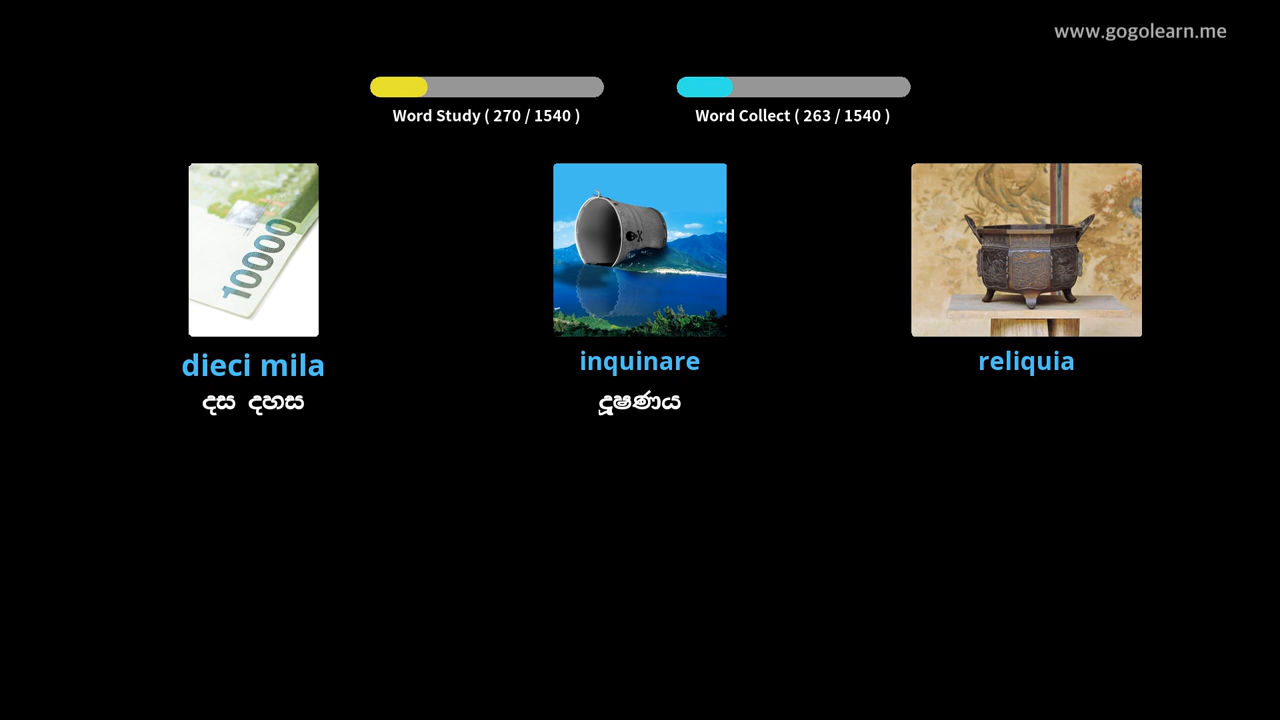 www.gogolearn.me
Word Study ( 270 / 1540 )
Word Collect ( 263 / 1540 )
10000
dieci mila
inquinare
reliquia
දස දහස
දූෂණය